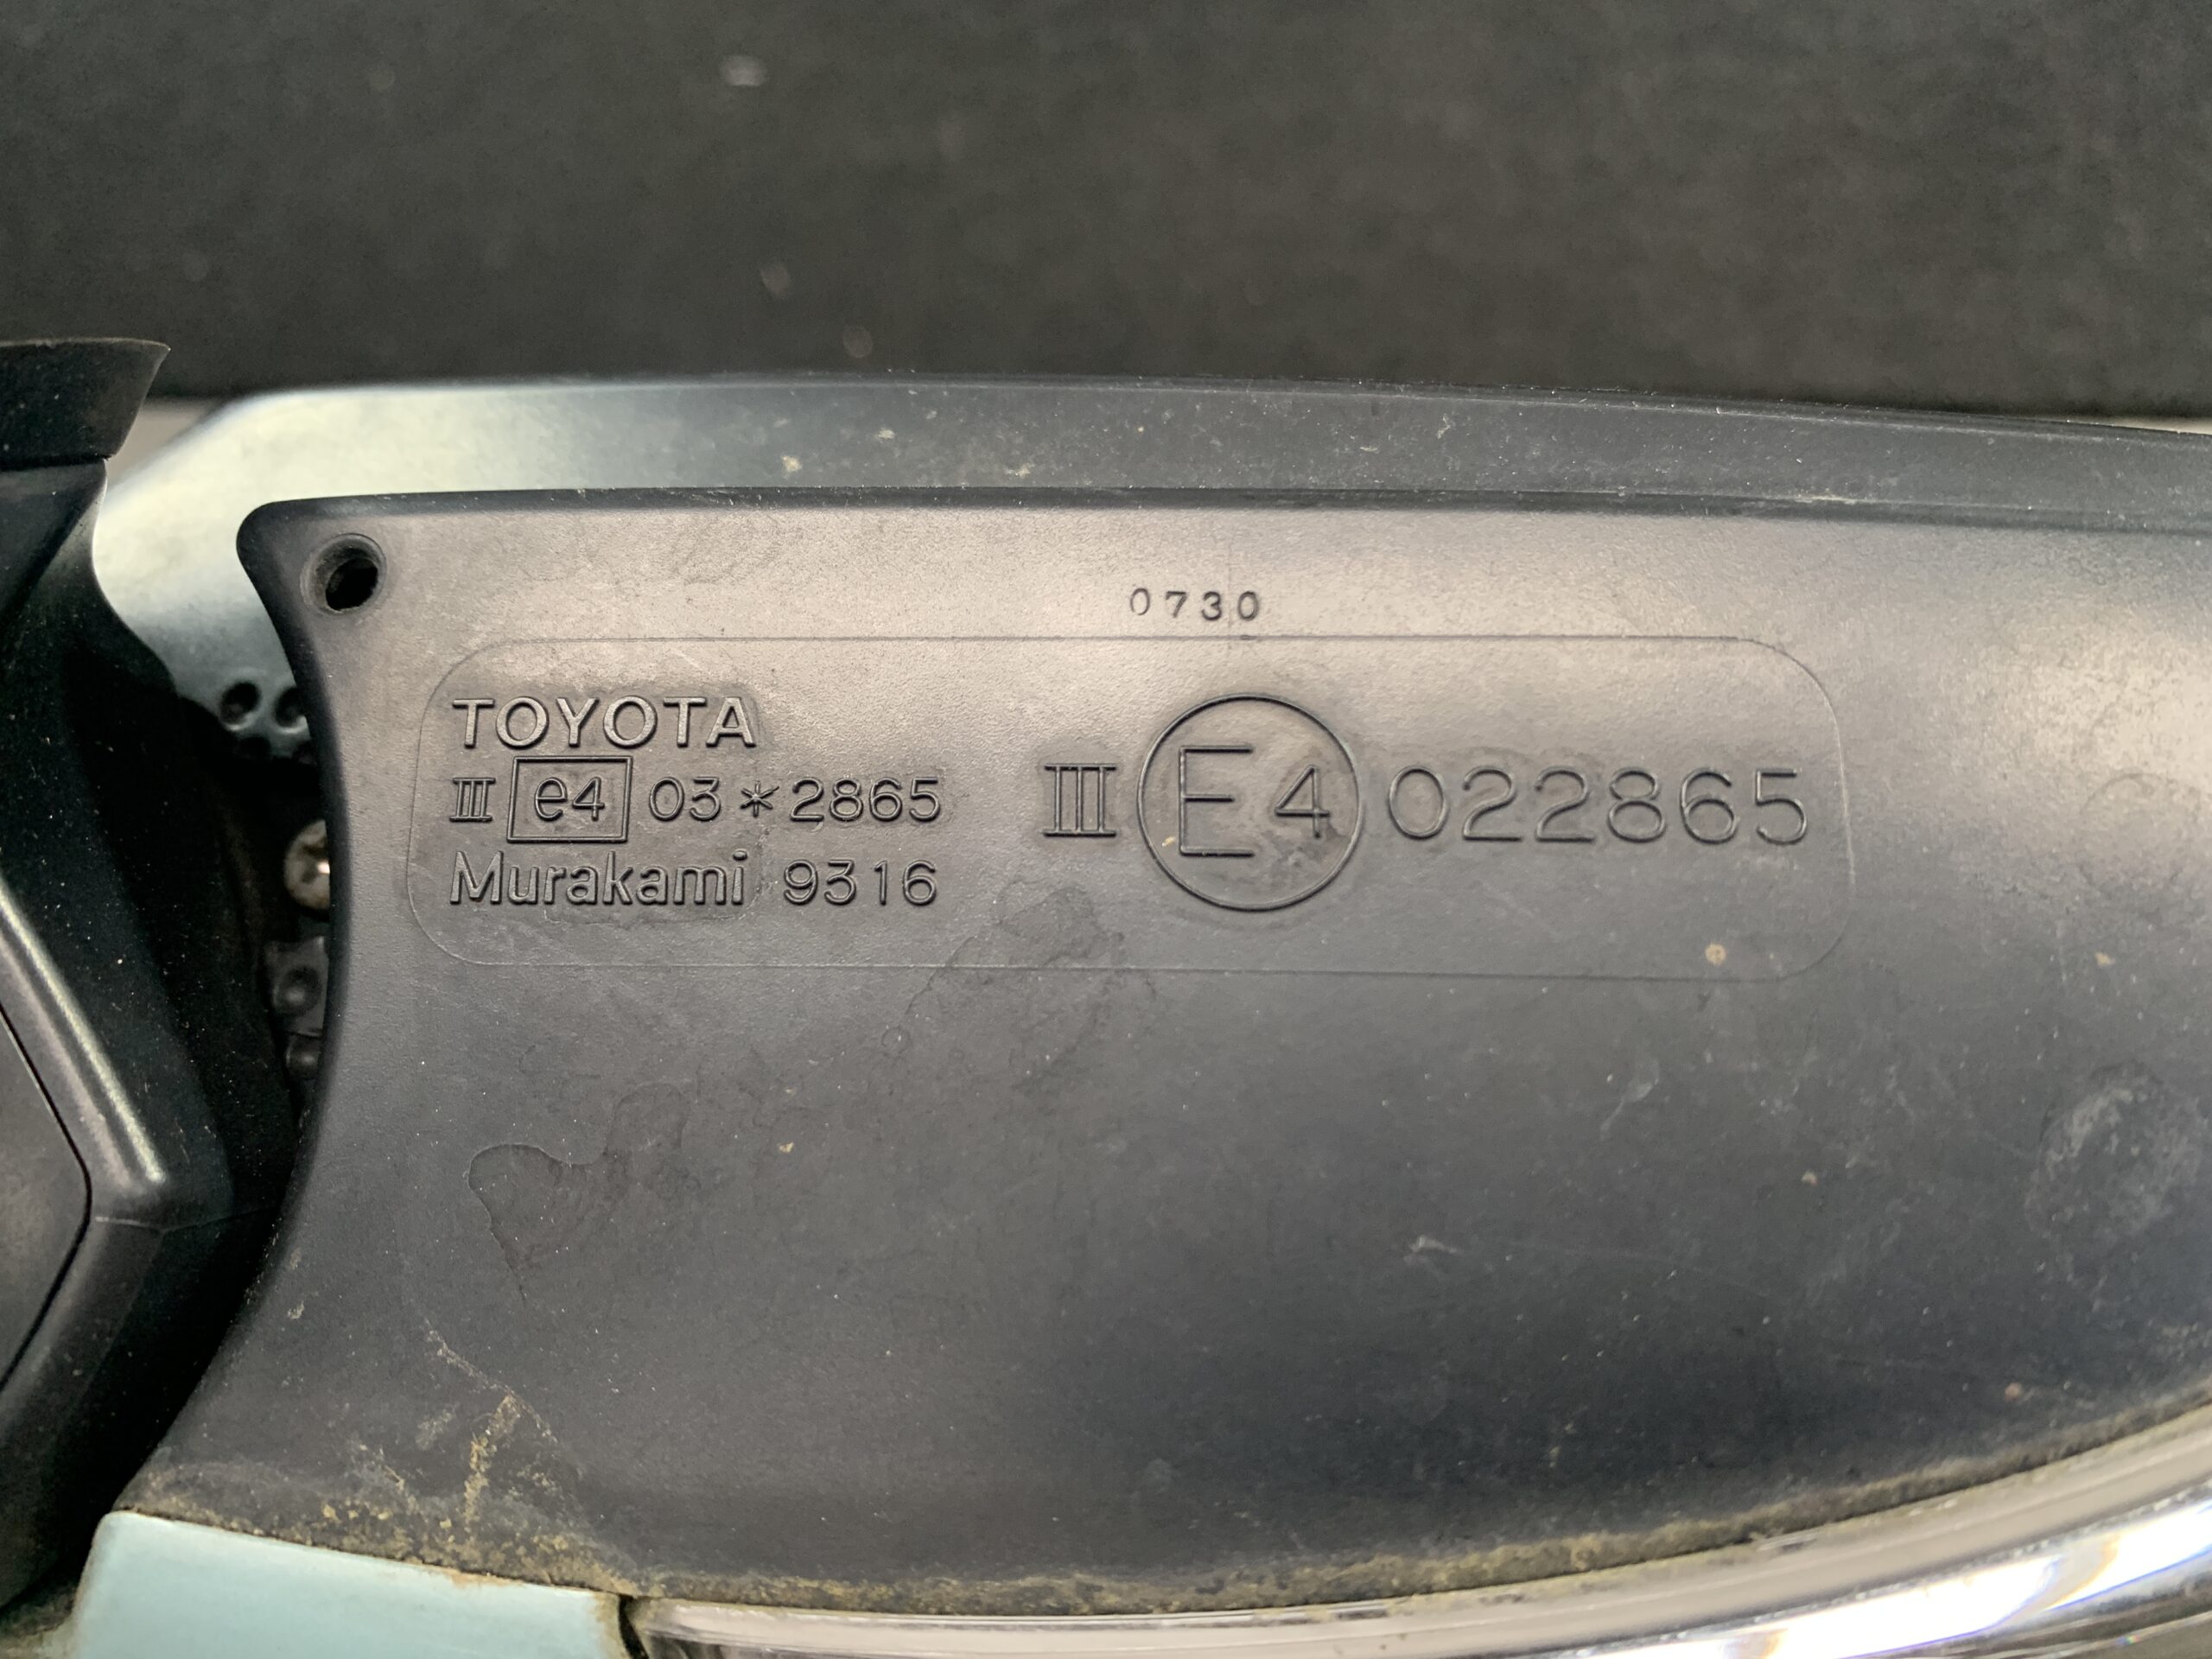 0730
TOYOTA
III e4 03*2865
Murakami 9316
III E4 022865